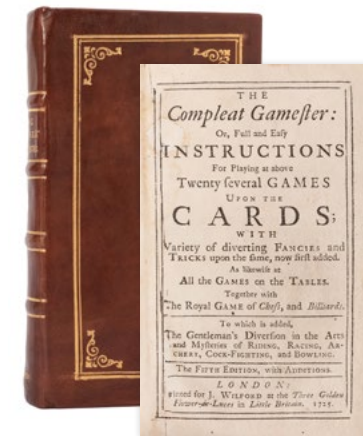 THE
Compleat Gameſter:
Or, Full and Eaſy
INSTRUCTIONS
For Playing at above
Twenty ſeveral GAMES
UPON THE
CARDS;
WITH
Variety of diverting FANCIES and
TRICKS upon the ſame, now firſt added.
As likewiſe at
All the GAMES on the TABLES.
Together with
The Royal GAME of Cheſs, and Billiards.
To which is added,
The Gentleman's Diverſion in the Arts
and Myſteries of RIDING, RACING, AR-
CHERY, COCK-FIGHTING, and BOWLING.
The FIFTH EDITION, with ADDITIONS.
LONDON:
Printed for J. WILFORD at the Three Golden
Flower-de-Luces in Little Britain. 1725.